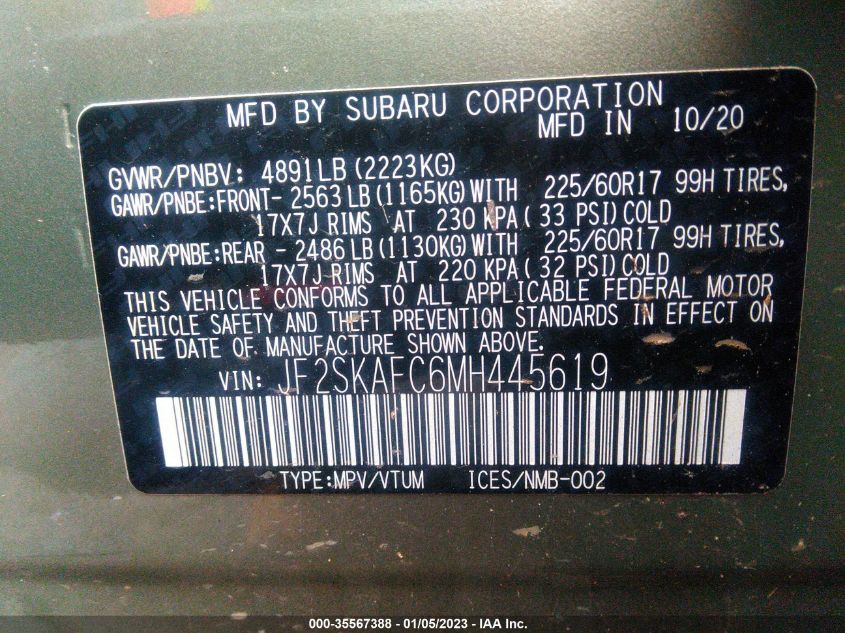 MFD BY SUBARU CORPORATION
MFD IN 10/20
GVWR/PNBV: 4891LB (2223KG)
GAWR/PNBE:FRONT- 2563 LB (1165KG) WITH 225/60R17 99H TIRES,
17X7J RIMS AT 230 KPA ( 33 PSI) COLD
GAWR/PNBE:REAR - 2486 LB (1130KG) WITH 225/60R17 99H TIRES,
17X7J RIMS AT 220 KPA ( 32 PSI) COLD
THIS VEHICLE CONFORMS TO ALL APPLICABLE FEDERAL MOTOR
VEHICLE SAFETY AND THEFT PREVENTION STANDARDS IN EFFECT ON
THE DATE OF MANUFACTURE SHOWN ABOVE.
VIN: JF2SKAFC6MH445619
TYPE:MPV/VTUM ICES/NMB-002
000-35567388 - 01/05/2023 - IAA Inc.